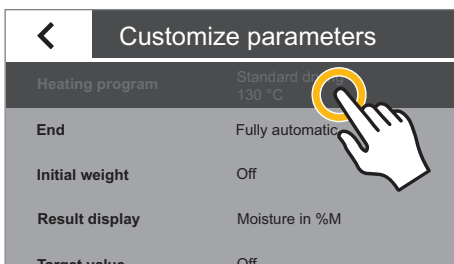 Customize parameters
Heating program
Standard drying
130 °C
End
Fully automatic
Initial weight
Off
Result display
Moisture in %M
Target value
Off